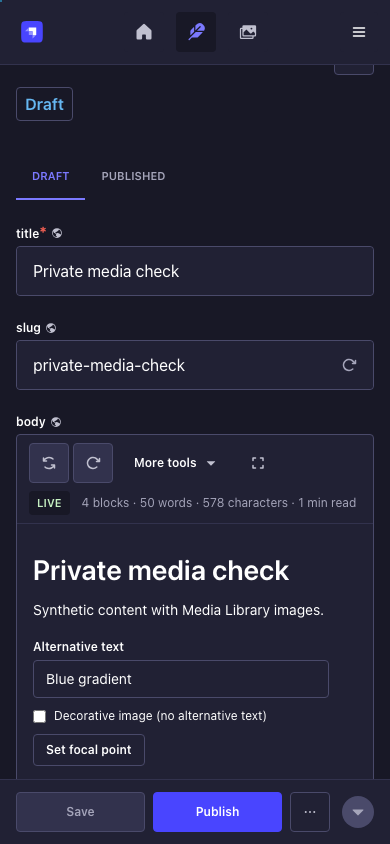 Draft
DRAFT PUBLISHED
title*
Private media check
slug
private-media-check
body
More tools
LIVE 4 blocks · 50 words · 578 characters · 1 min read
Private media check
Synthetic content with Media Library images.
Alternative text
Blue gradient
Decorative image (no alternative text)
Set focal point
Save Publish ...